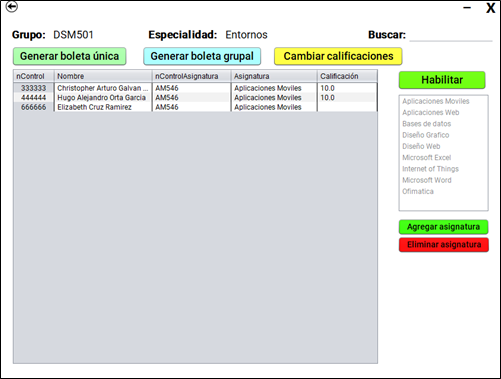 – X
Grupo: DSM501 Especialidad: Entornos Buscar:
Generar boleta única Generar boleta grupal Cambiar calificaciones
nControl Nombre nControlAsignatura Asignatura Calificación
333333 Christopher Arturo Galvan ... AM546 Aplicaciones Moviles 10.0
444444 Hugo Alejandro Orta Garcia AM546 Aplicaciones Moviles 10.0
666666 Elizabeth Cruz Ramirez AM546 Aplicaciones Moviles
Habilitar
Aplicaciones Moviles
Aplicaciones Web
Bases de datos
Diseño Grafico
Diseño Web
Microsoft Excel
Internet of Things
Microsoft Word
Ofimatica
Agregar asignatura
Eliminar asignatura